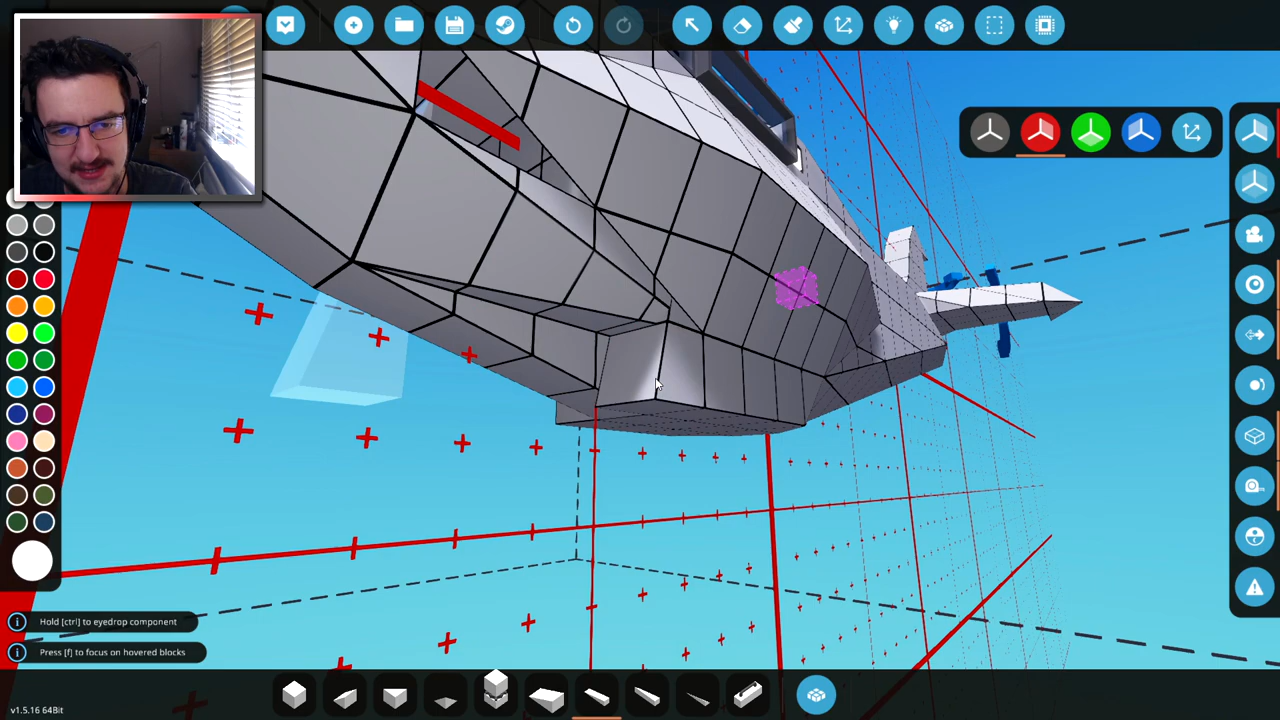 Hold [ctrl] to eyedrop component
Press [f] to focus on hovered blocks
v1.5.16 64Bit